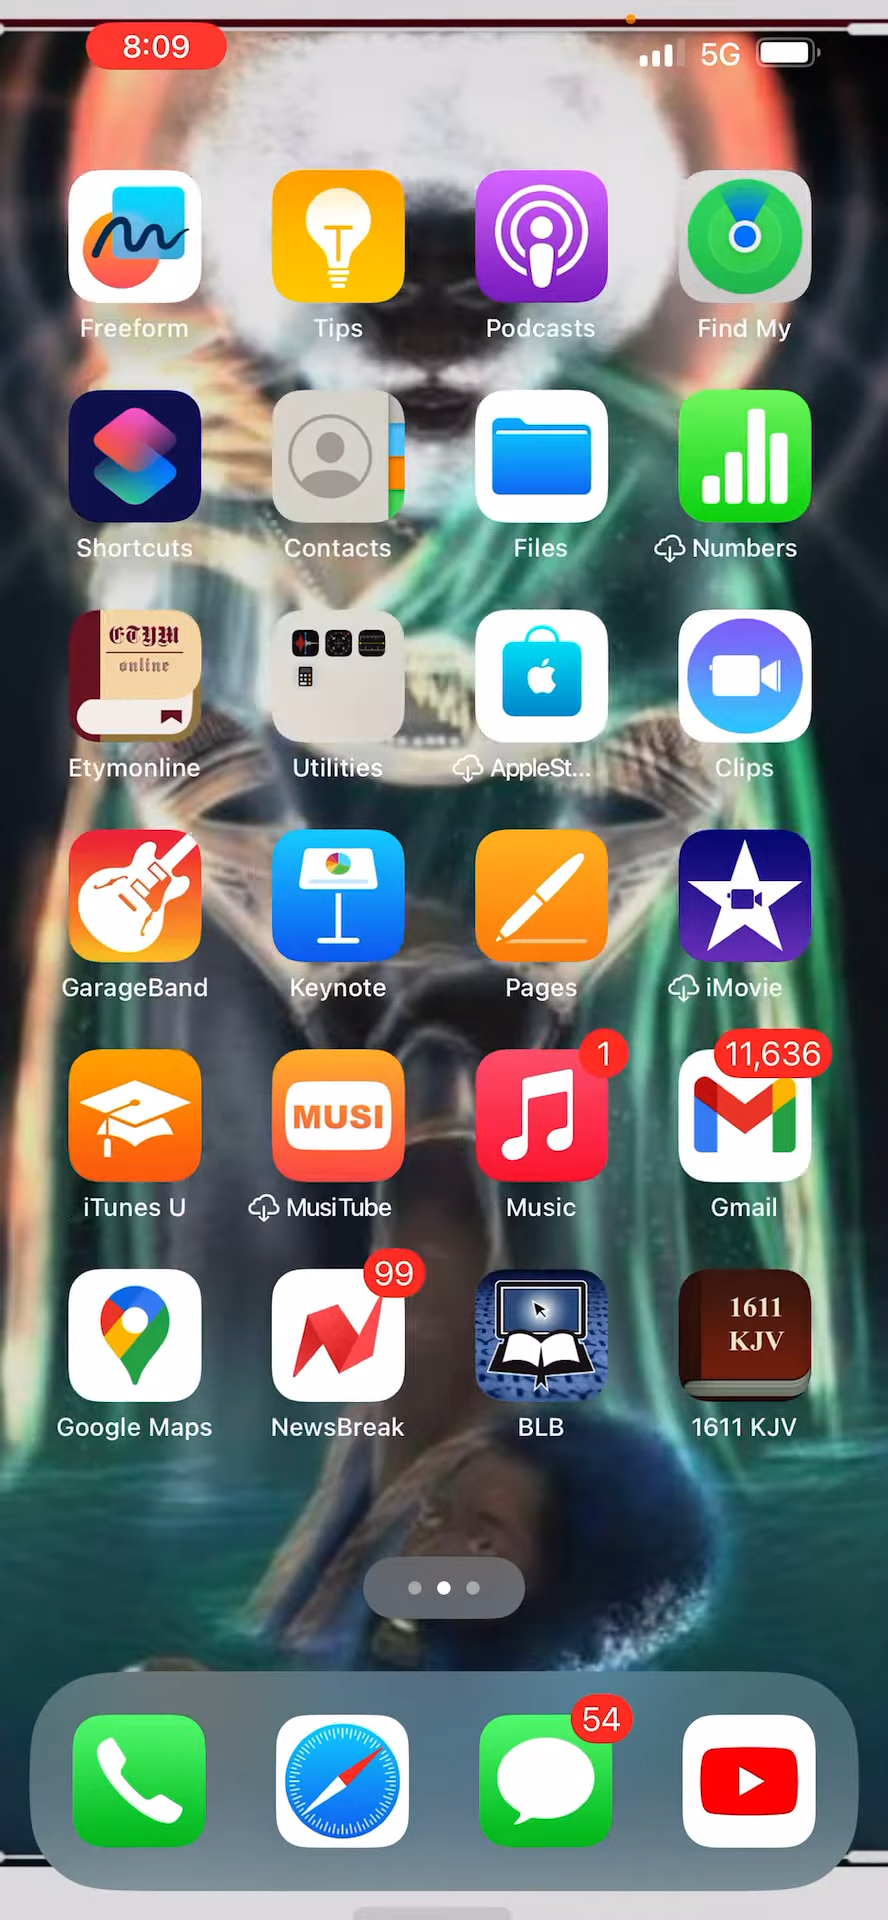 8:09
5G
Freeform
Tips
Podcasts
Find My
Shortcuts
Contacts
Files
Numbers
ETYM
online
Etymonline
Utilities
AppleSt...
Clips
GarageBand
Keynote
Pages
iMovie
1
11,636
MUSI
iTunes U
MusiTube
Music
Gmail
99
1611
KJV
Google Maps
NewsBreak
BLB
1611 KJV
54